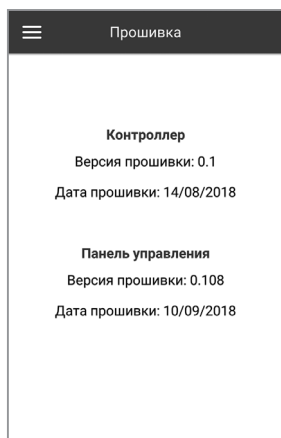 Прошивка
Контроллер
Версия прошивки: 0.1
Дата прошивки: 14/08/2018
Панель управления
Версия прошивки: 0.108
Дата прошивки: 10/09/2018